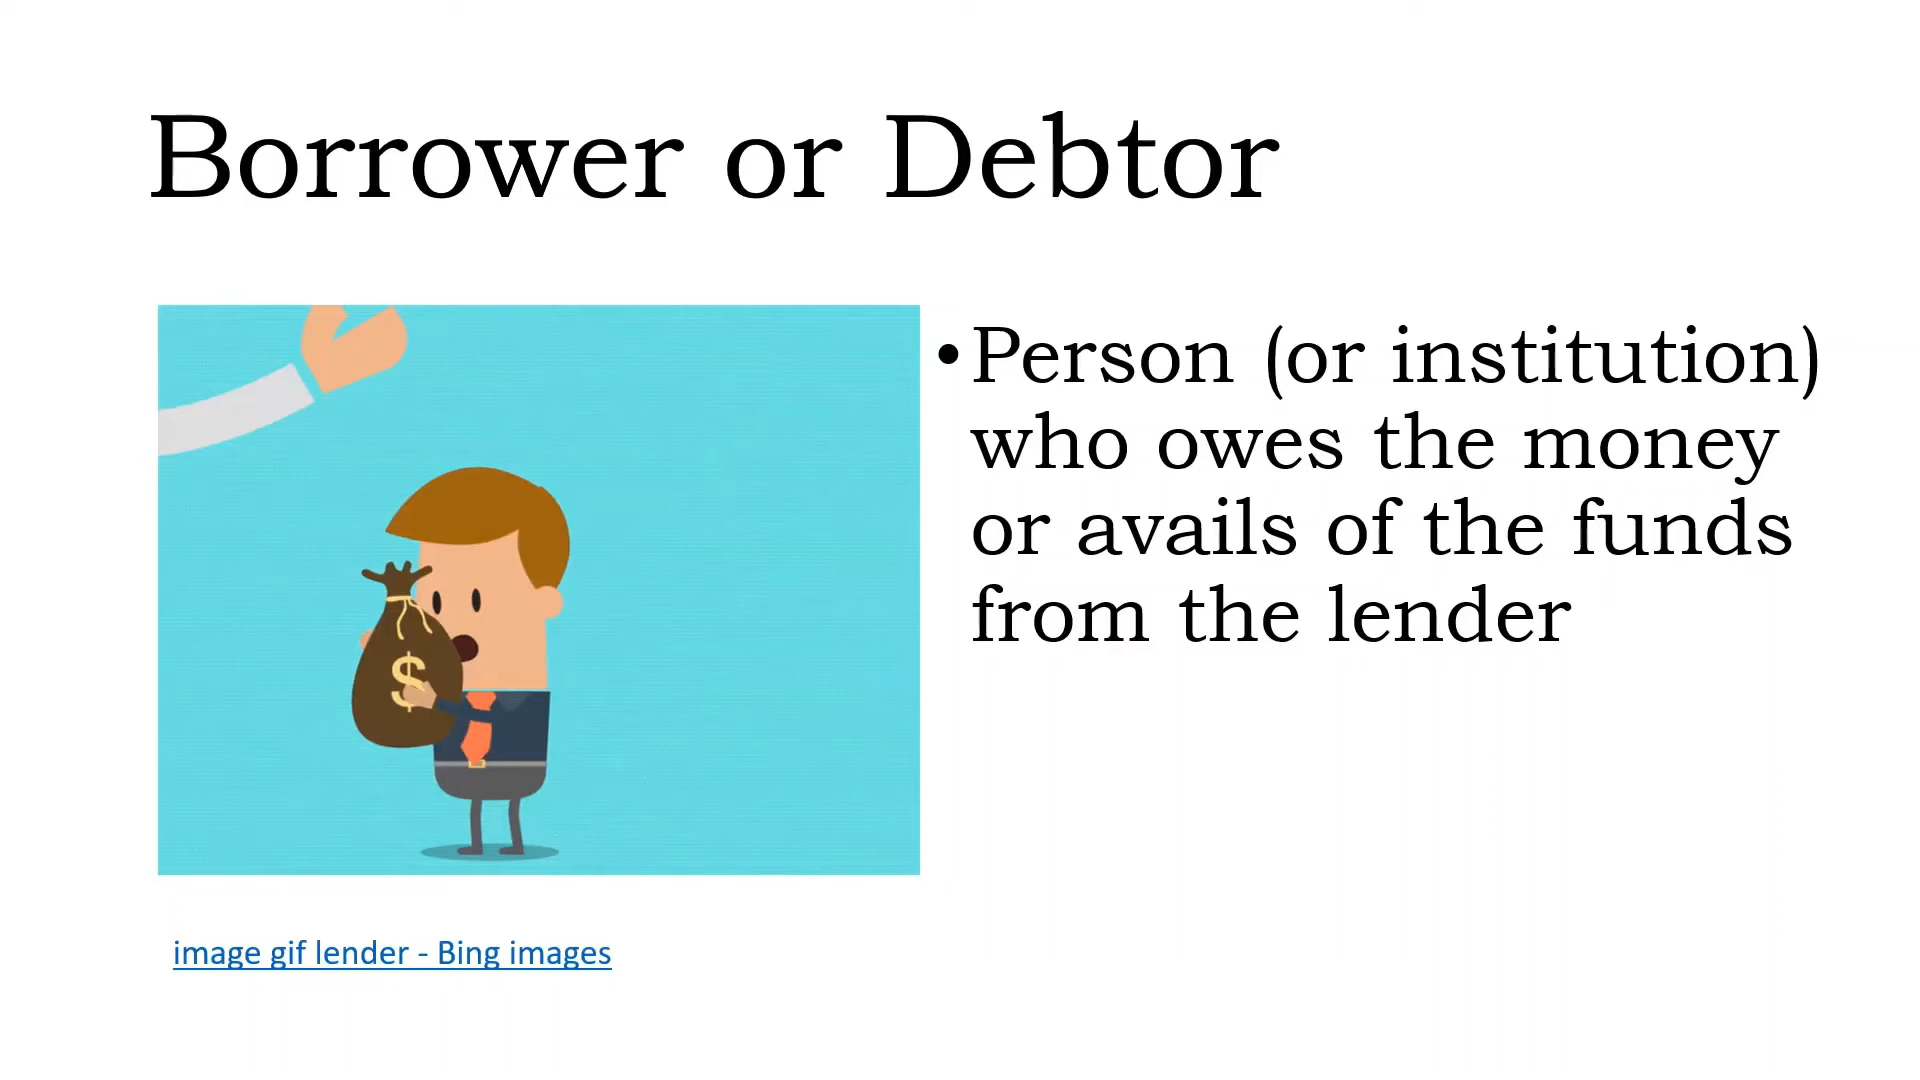 Borrower or Debtor
•Person (or institution)
who owes the money
or avails of the funds
from the lender
$
image gif lender - Bing images